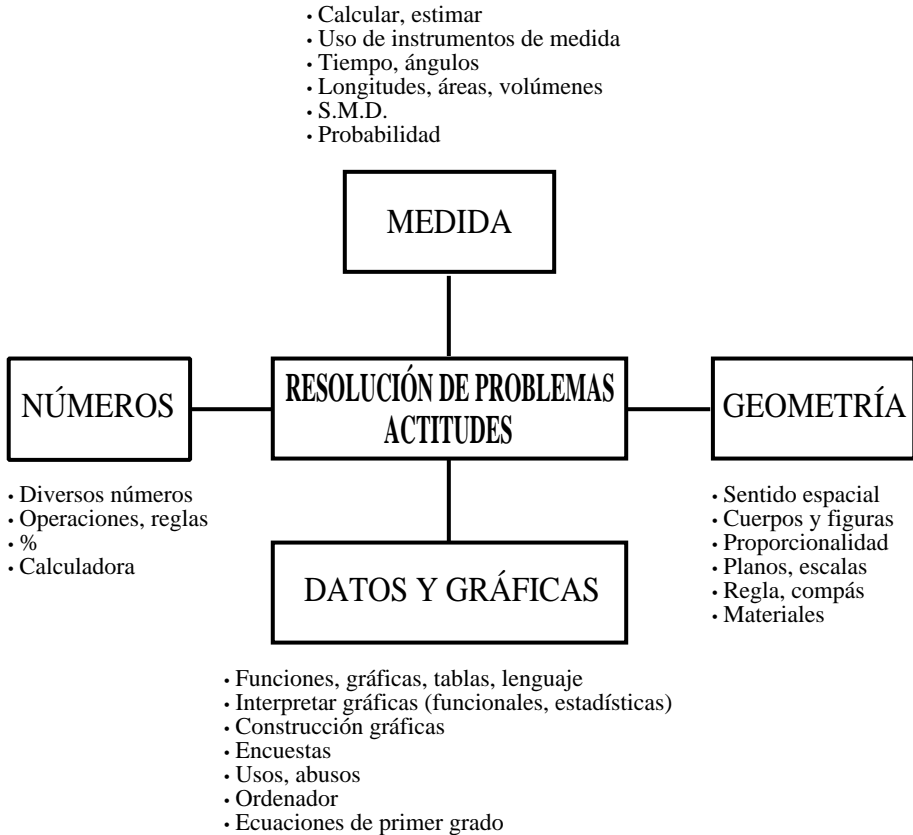 • Calcular, estimar
• Uso de instrumentos de medida
• Tiempo, ángulos
• Longitudes, áreas, volúmenes
• S.M.D.
• Probabilidad
MEDIDA
NÚMEROS
RESOLUCIÓN DE PROBLEMAS
ACTITUDES
GEOMETRÍA
• Diversos números
• Operaciones, reglas
• %
• Calculadora
• Sentido espacial
• Cuerpos y figuras
• Proporcionalidad
• Planos, escalas
• Regla, compás
• Materiales
DATOS Y GRÁFICAS
• Funciones, gráficas, tablas, lenguaje
• Interpretar gráficas (funcionales, estadísticas)
• Construcción gráficas
• Encuestas
• Usos, abusos
• Ordenador
• Ecuaciones de primer grado